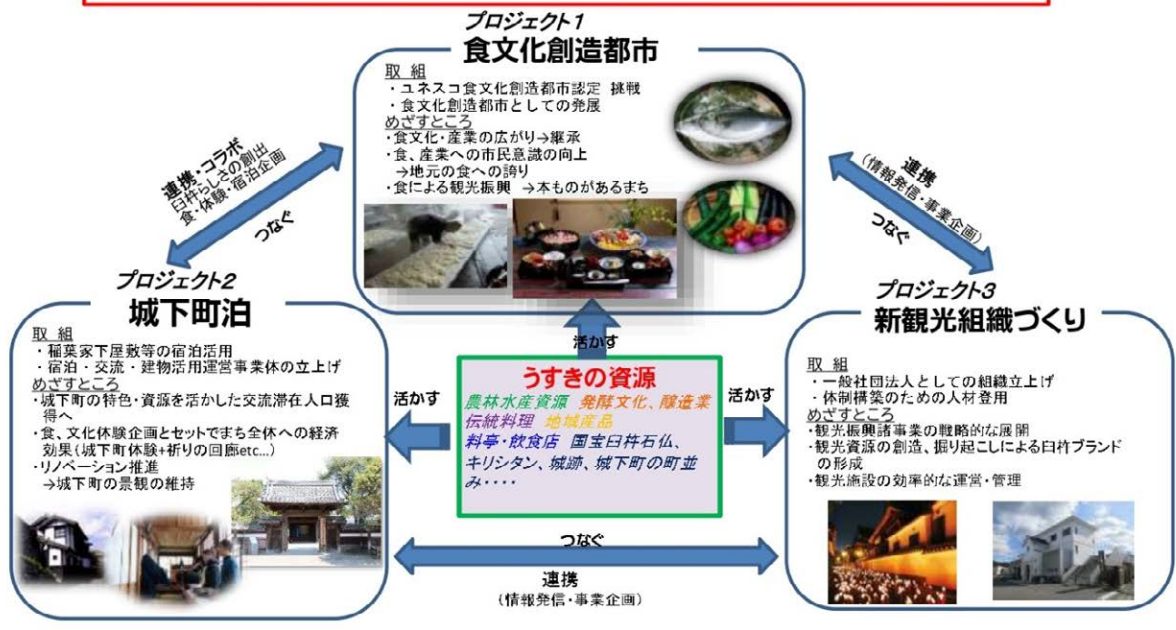 プロジェクト1
食文化創造都市
取 組
・ユネスコ食文化創造都市認定 挑戦
・食文化創造都市としての発展
めざすところ
・食文化・産業の広がり→継承
・食、産業への市民意識の向上
→地元の食への誇り
・食による観光振興 →本ものがあるまち
連携・コラボ
臼杵らしさの創出
食・体験・宿泊企画
つなぐ
連携
(情報発信・事業企画)
つなぐ
プロジェクト2
城下町泊
取 組
・稲葉家下屋敷等の宿泊活用
・宿泊・交流・建物活用運営事業体の立上げ
めざすところ
・城下町の特色・資源を活かした交流滞在人口獲
得へ
・食、文化体験企画とセットでまち全体への経済
効果(城下町体験+祈りの回廊etc…)
・リノベーション推進
→城下町の景観の維持
活かす
活かす
活かす
うすきの資源
農林水産資源 発酵文化、醸造業
伝統料理 地域産品
料亭・飲食店 国宝臼杵石仏、
キリシタン、城跡、城下町の町並
み・・・・
プロジェクト3
新観光組織づくり
取 組
・一般社団法人としての組織立上げ
・体制構築のための人材登用
めざすところ
・観光振興諸事業の戦略的な展開
・観光資源の創造、掘り起こしによる臼杵ブランド
の形成
・観光施設の効率的な運営・管理
つなぐ
連携
(情報発信・事業企画)